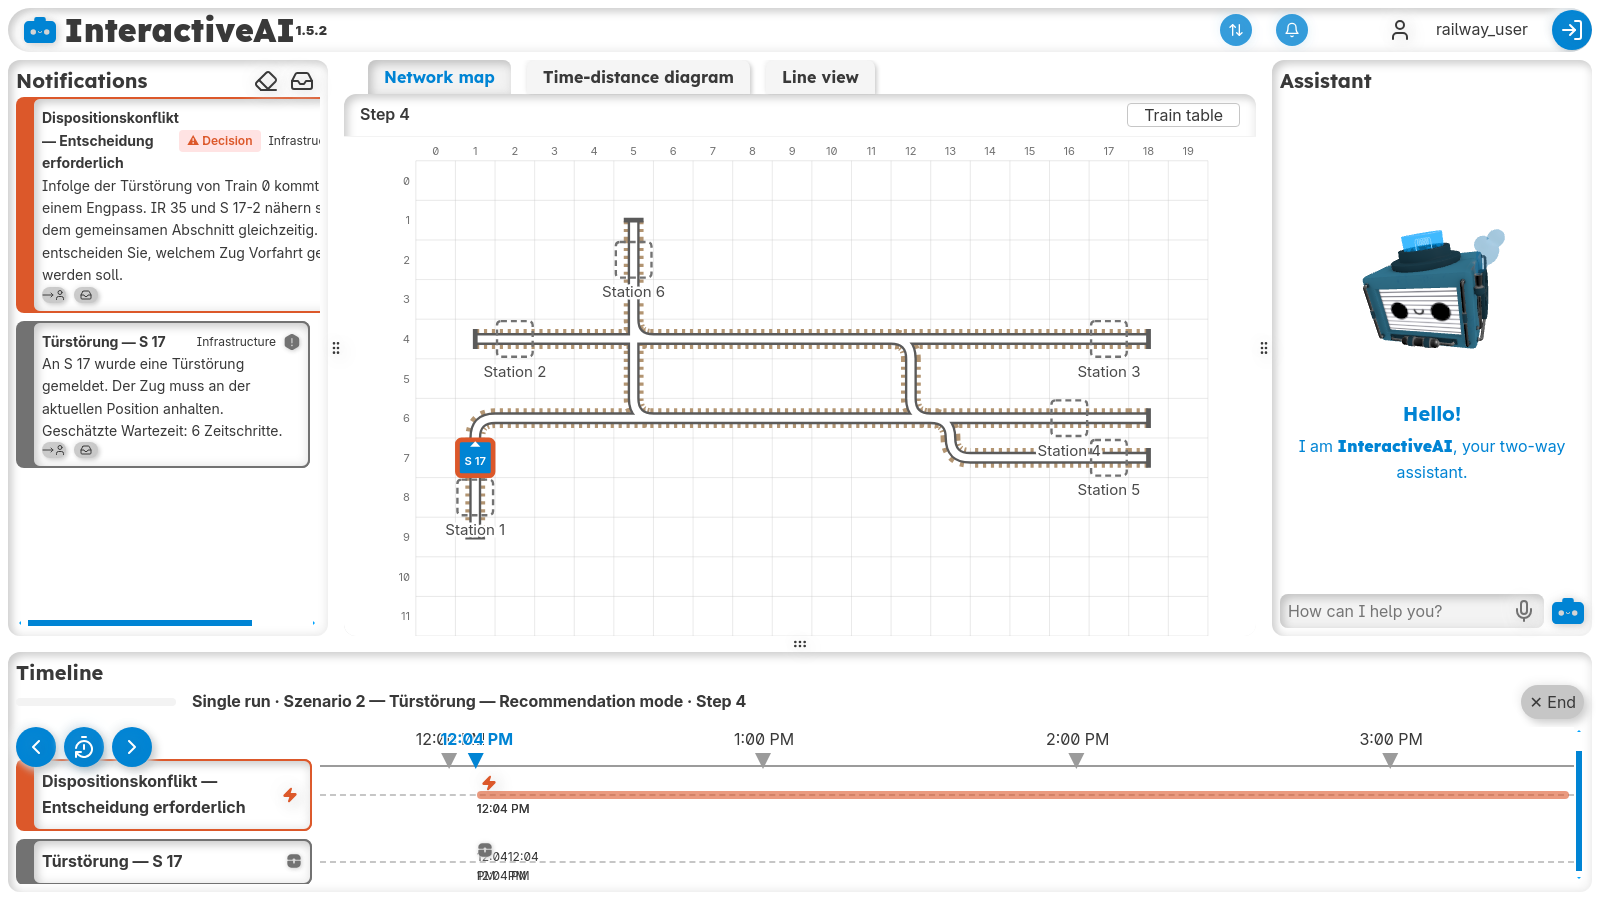 InteractiveAI 1.5.2
railway_user
Notifications
Dispositionskonflikt
— Entscheidung
erforderlich
Decision
Infolge der Türstörung von Train 0 kommt
einem Engpass. IR 35 und S 17-2 nähern
dem gemeinsamen Abschnitt gleichzeitig.
entscheiden Sie, welchem Zug Vorfahrt
werden soll.
Türstörung — S 17
Infrastructure
An S 17 wurde eine Türstörung
gemeldet. Der Zug muss an der
aktuellen Position anhalten.
Geschätzte Wartezeit: 6 Zeitschritte.
Network map
Time-distance diagram
Line view
Step 4
Train table
0 1 2 3 4 5 6 7 8 9 10 11 12 13 14 15 16 17 18 19
0
1
2
3
4
5
6
7
8
9
10
11
Station 6
Station 2
Station 3
Station 4
Station 5
S 17
Station 1
Assistant
Hello!
I am InteractiveAI, your two-way
assistant.
How can I help you?
Timeline
Single run · Szenario 2 — Türstörung — Recommendation mode · Step 4
× End
12:04 PM
1:00 PM
2:00 PM
3:00 PM
Dispositionskonflikt —
Entscheidung erforderlich
12:04 PM
Türstörung — S 17
12:04